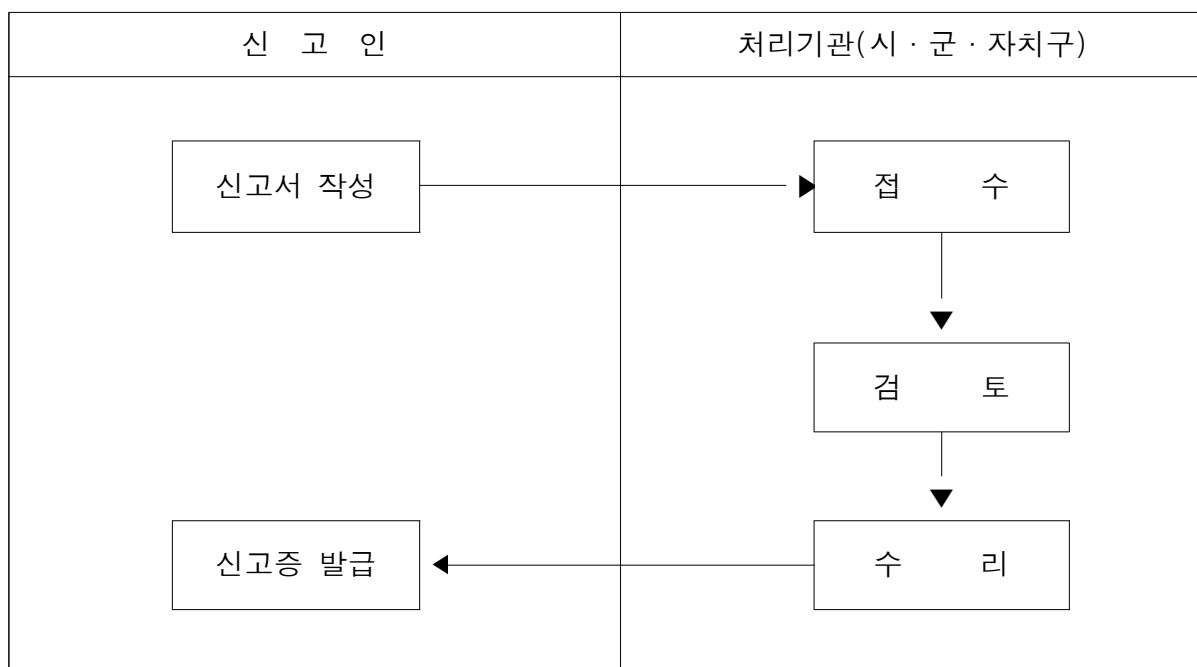 신 고 인
처리기관(시 · 군 · 자치구)
신고서 작성
접 수
검 토
신고증 발급
수 리